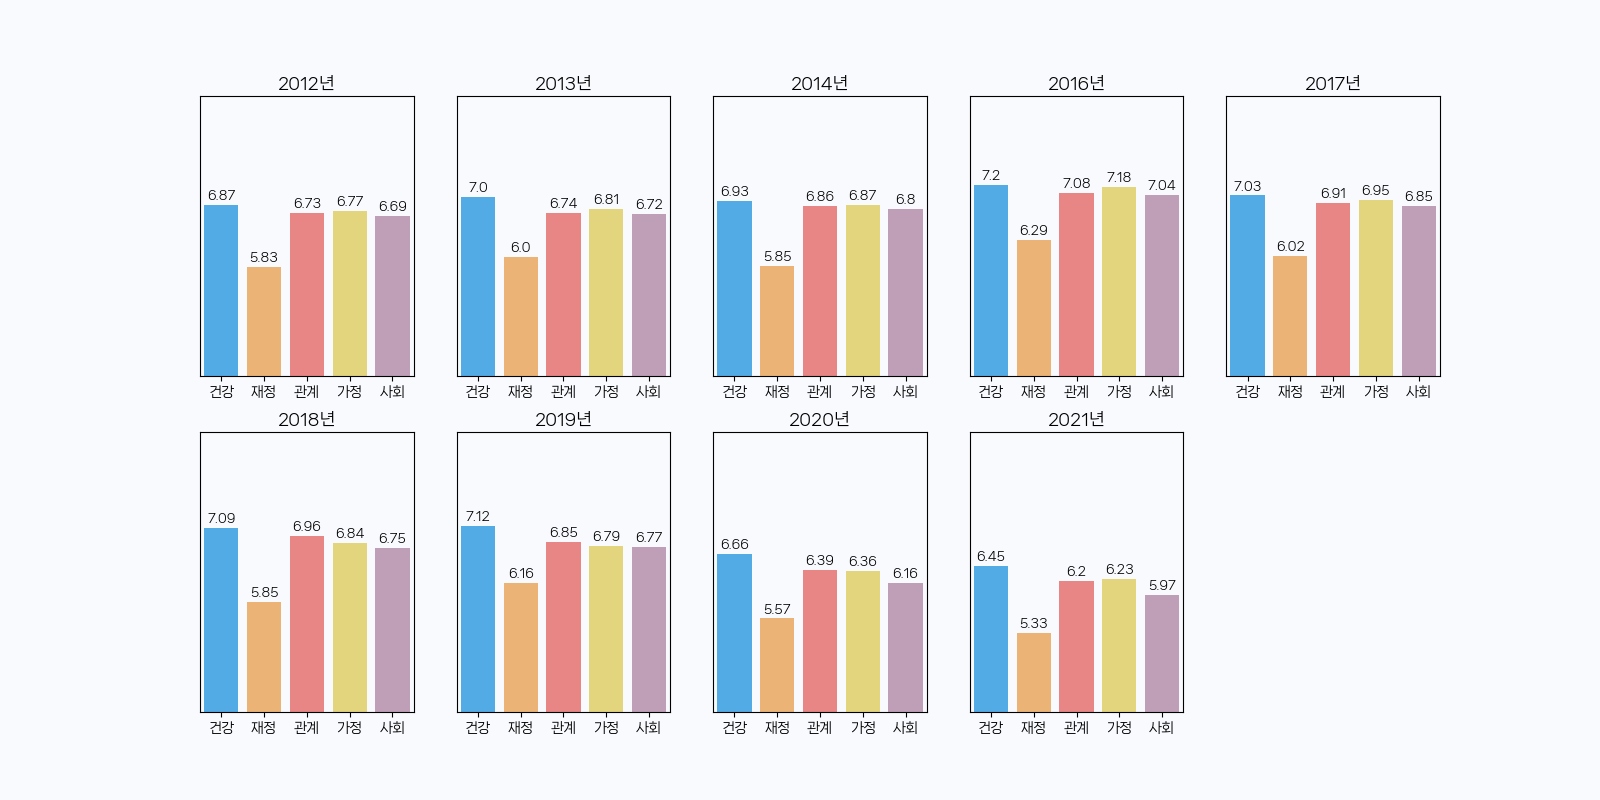 2012년
6.87 5.83 6.73 6.77 6.69
건강 재정 관계 가정 사회
2013년
7.0 6.0 6.74 6.81 6.72
건강 재정 관계 가정 사회
2014년
6.93 5.85 6.86 6.87 6.8
건강 재정 관계 가정 사회
2016년
7.2 6.29 7.08 7.18 7.04
건강 재정 관계 가정 사회
2017년
7.03 6.02 6.91 6.95 6.85
건강 재정 관계 가정 사회
2018년
7.09 5.85 6.96 6.84 6.75
건강 재정 관계 가정 사회
2019년
7.12 6.16 6.85 6.79 6.77
건강 재정 관계 가정 사회
2020년
6.66 5.57 6.39 6.36 6.16
건강 재정 관계 가정 사회
2021년
6.45 5.33 6.2 6.23 5.97
건강 재정 관계 가정 사회